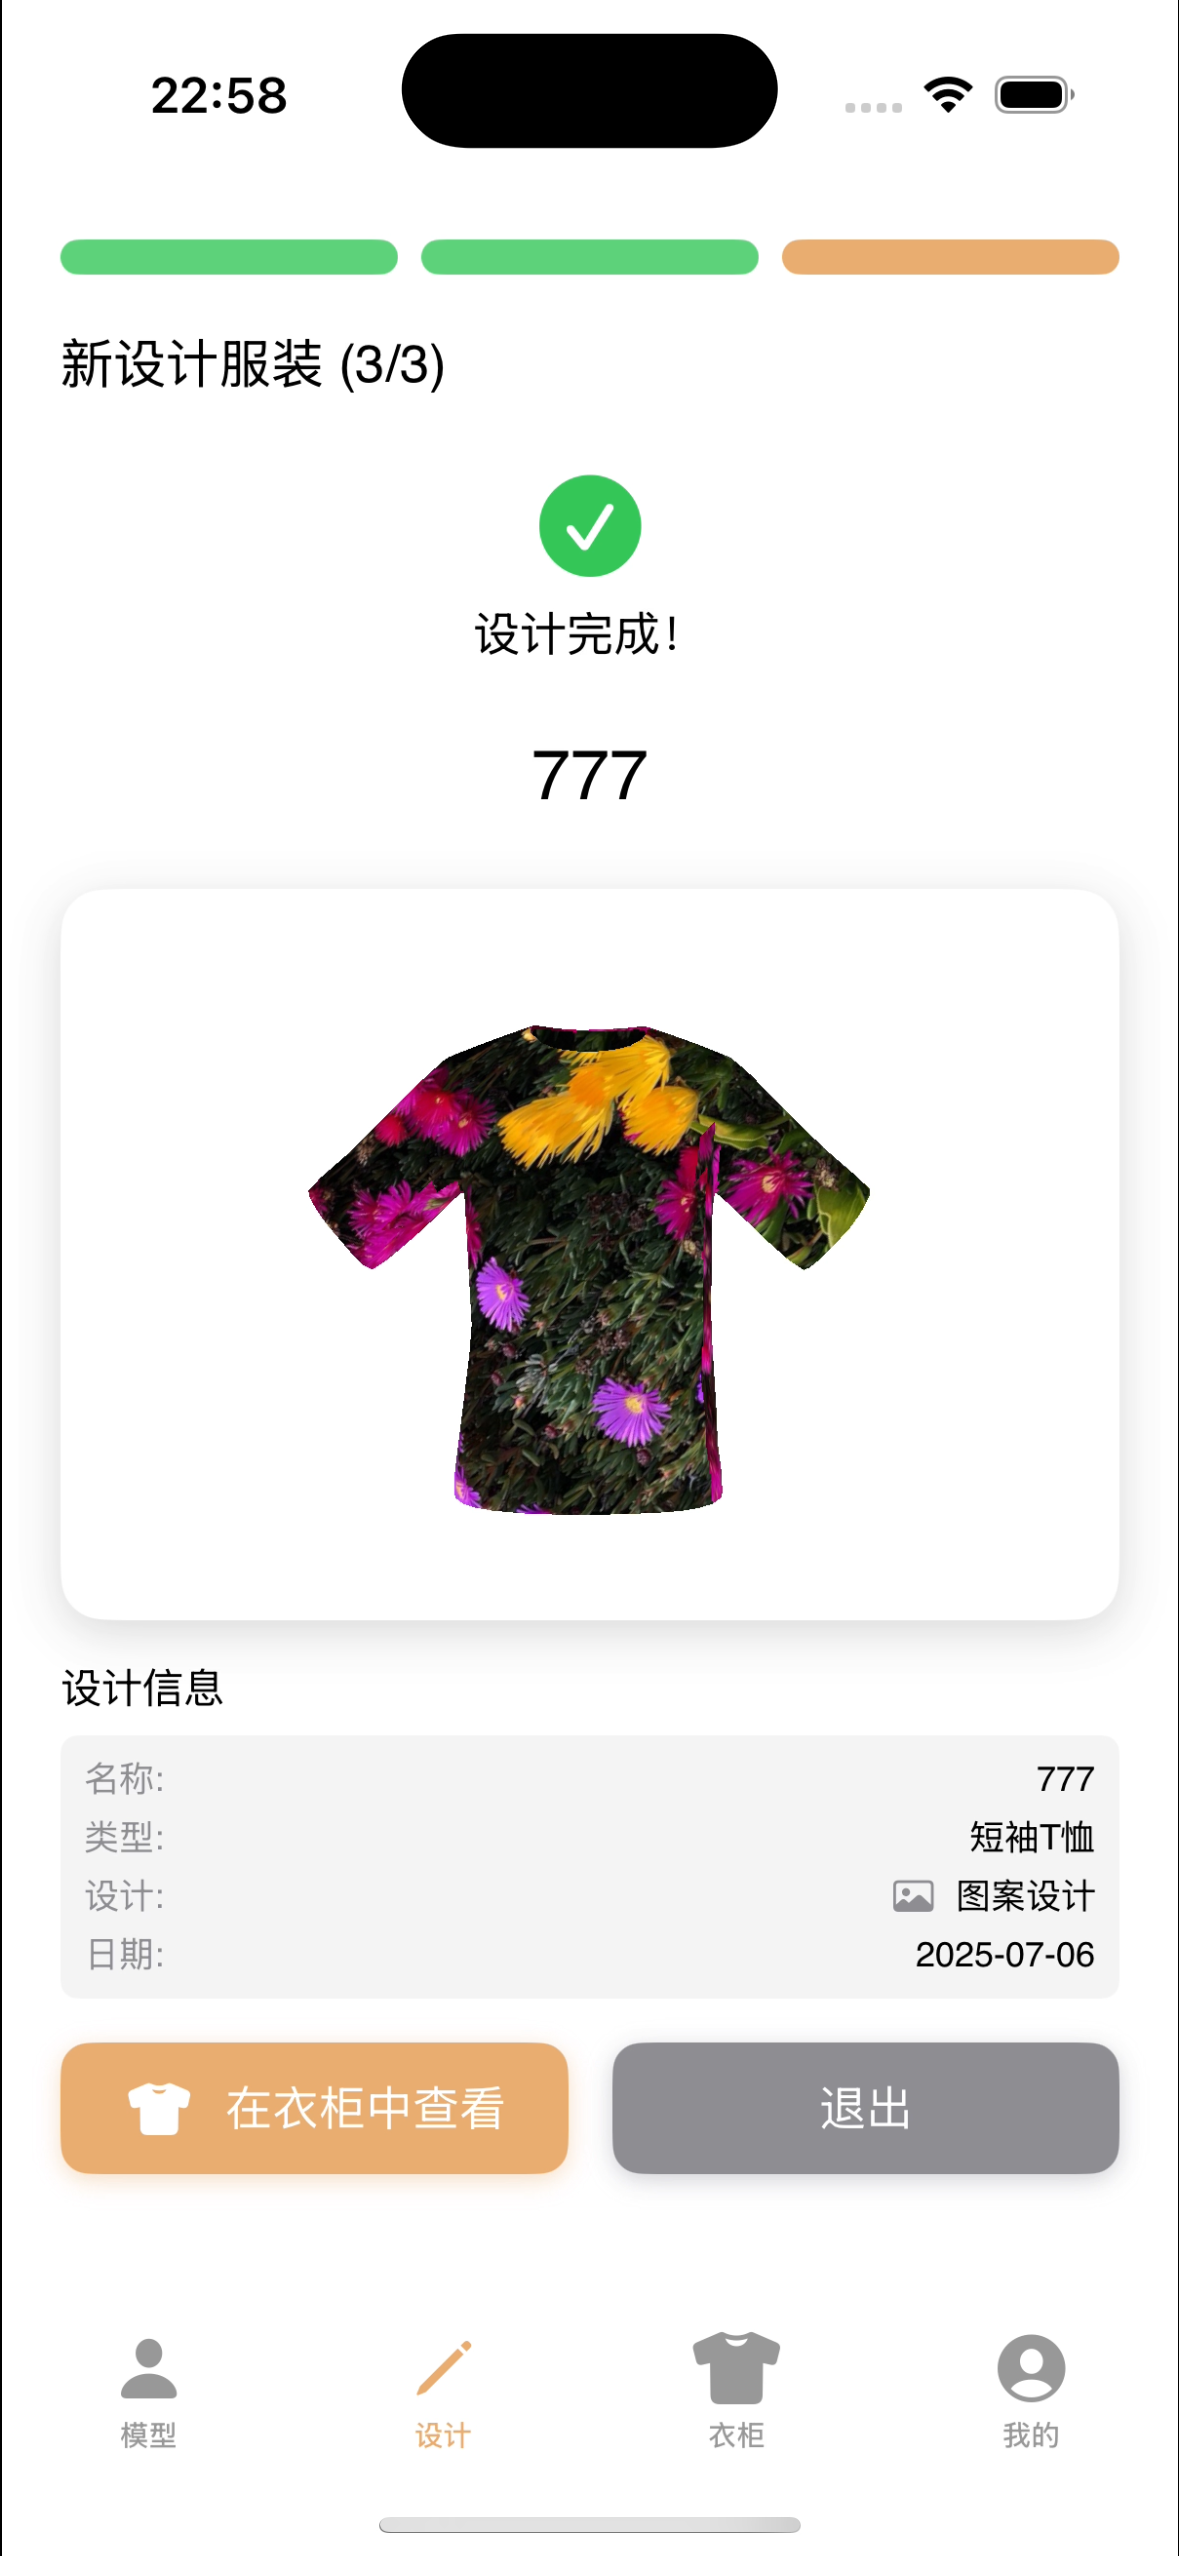 22:58
新设计服装 (3/3)
设计完成！
777
设计信息
名称: 777
类型: 短袖T恤
设计: 图案设计
日期: 2025-07-06
在衣柜中查看 退出
模型 设计 衣柜 我的